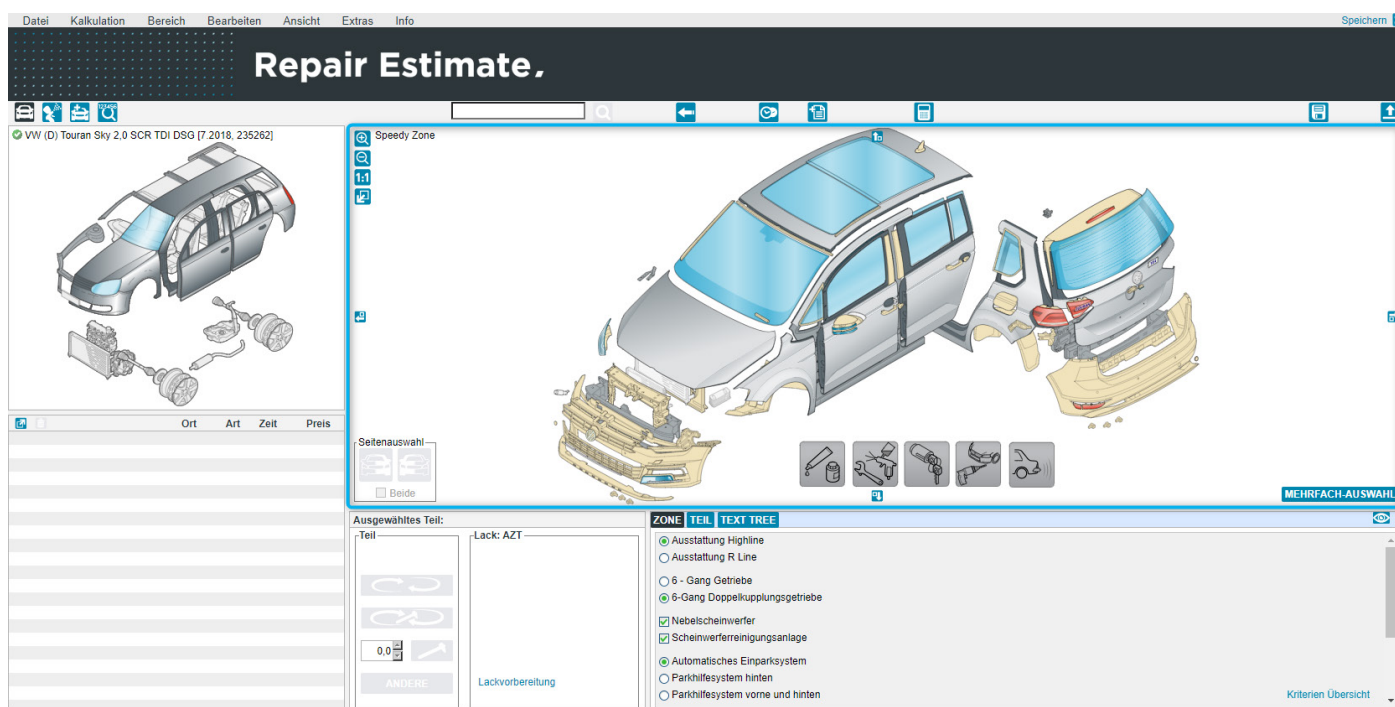 Datei Kalkulation Bereich Bearbeiten Ansicht Extras Info Speichern
Repair Estimate.
123456
VW (D) Touran Sky 2,0 SCR TDI DSG [7.2018, 235262]
Speedy Zone
1:1
Ort Art Zeit Preis
Seitenauswahl
Beide
MEHRFACH-AUSWAHL
Ausgewähltes Teil:
Teil
Lack: AZT
0,0
ANDERE
Lackvorbereitung
ZONE TEIL TEXT TREE
Ausstattung Highline
Ausstattung R Line
6 - Gang Getriebe
6-Gang Doppelkupplungsgetriebe
Nebelscheinwerfer
Scheinwerferreinigungsanlage
Automatisches Einparksystem
Parkhilfesystem hinten
Parkhilfesystem vorne und hinten
Kriterien Übersicht